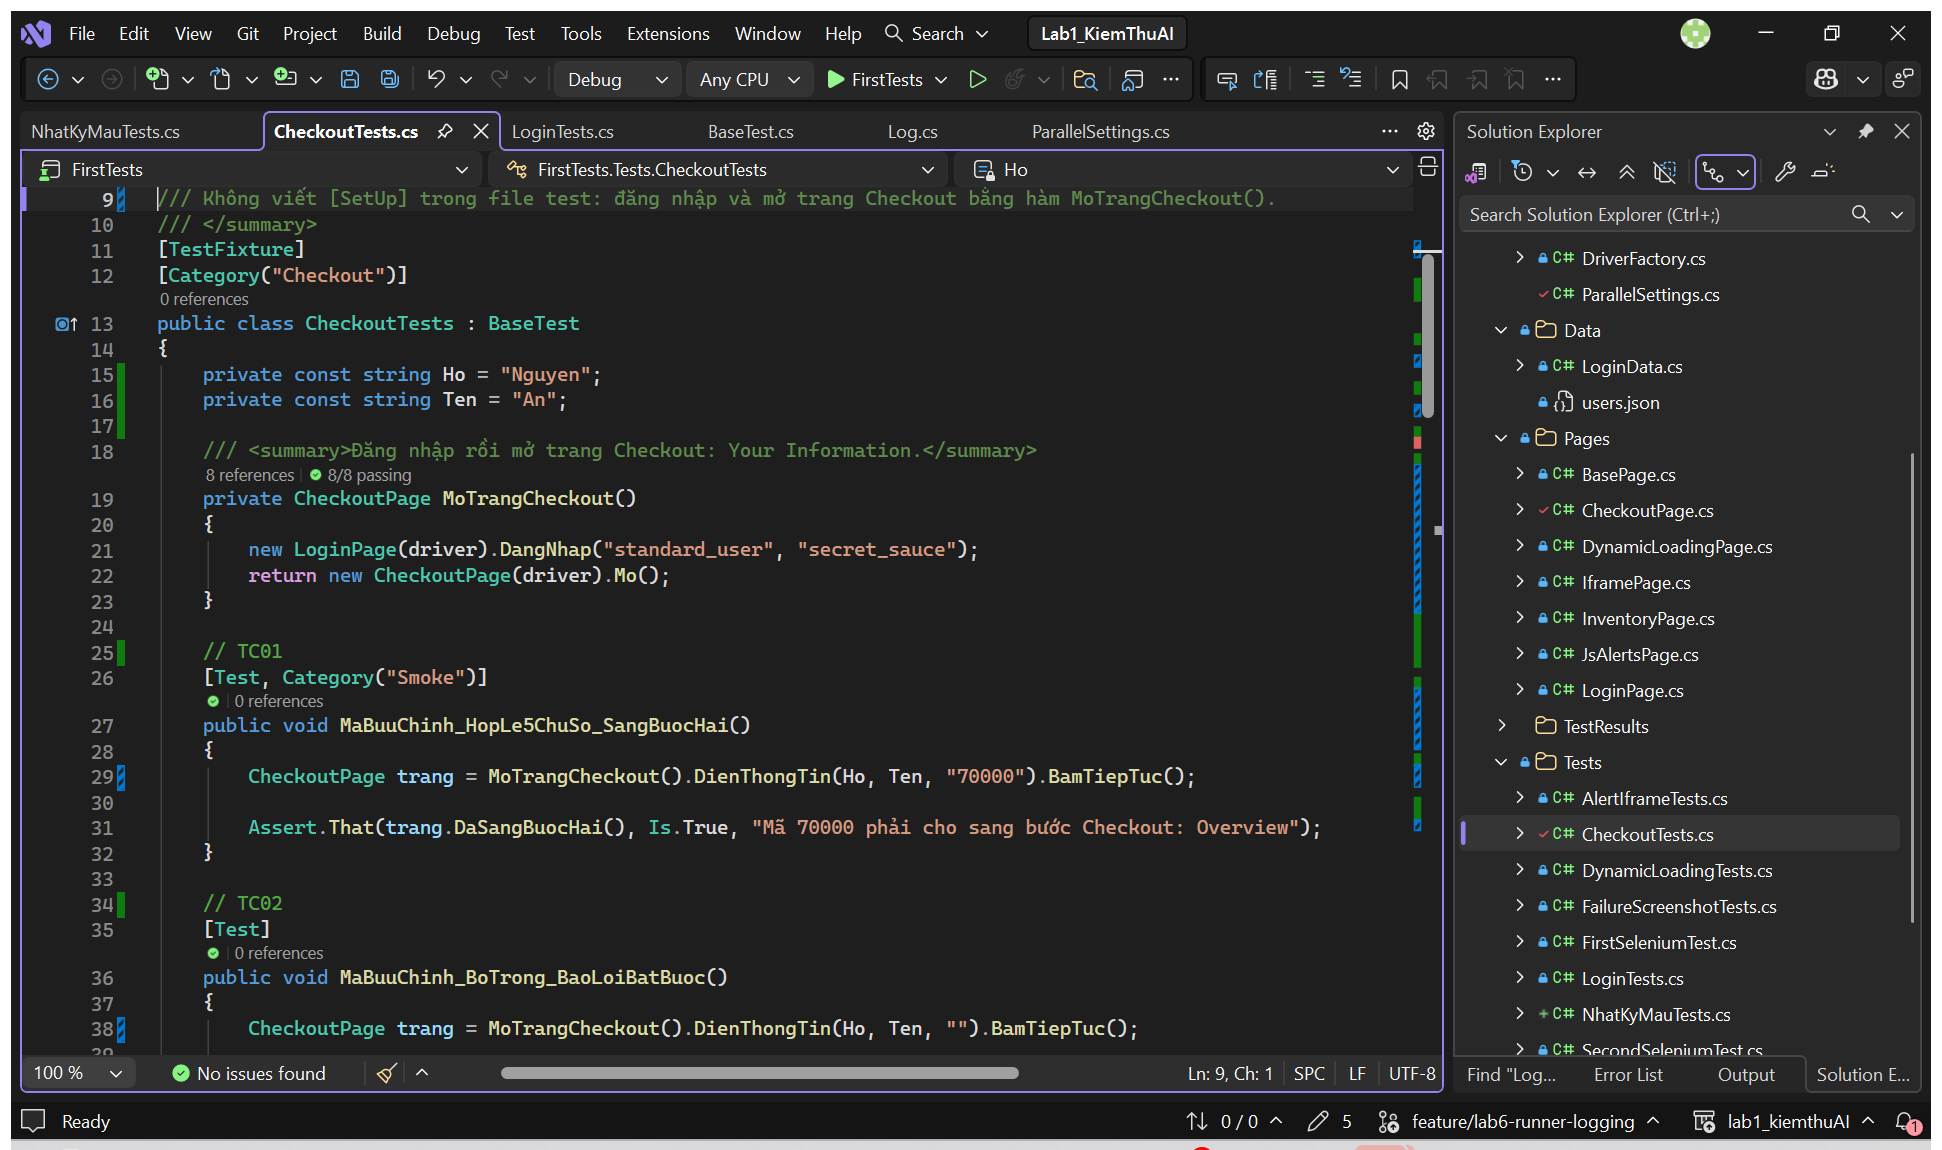 File Edit View Git Project Build Debug Test Tools Extensions Window Help Search Lab1_KiemThuAI
Debug Any CPU FirstTests
NhatKyMauTests.cs CheckoutTests.cs LoginTests.cs BaseTest.cs Log.cs ParallelSettings.cs
FirstTests FirstTests.Tests.CheckoutTests Ho
9 /// Không viết [SetUp] trong file test: đăng nhập và mở trang Checkout bằng hàm MoTrangCheckout().
10 /// </summary>
11 [TestFixture]
12 [Category("Checkout")]
0 references
13 public class CheckoutTests : BaseTest
14 {
15 private const string Ho = "Nguyen";
16 private const string Ten = "An";
17
18 /// <summary>Đăng nhập rồi mở trang Checkout: Your Information.</summary>
8 references 8/8 passing
19 private CheckoutPage MoTrangCheckout()
20 {
21 new LoginPage(driver).DangNhap("standard_user", "secret_sauce");
22 return new CheckoutPage(driver).Mo();
23 }
24
25 // TC01
26 [Test, Category("Smoke")]
0 references
27 public void MaBuuChinh_HopLe5ChuSo_SangBuocHai()
28 {
29 CheckoutPage trang = MoTrangCheckout().DienThongTin(Ho, Ten, "70000").BamTiepTuc();
30
31 Assert.That(trang.DaSangBuocHai(), Is.True, "Mã 70000 phải cho sang bước Checkout: Overview");
32 }
33
34 // TC02
35 [Test]
0 references
36 public void MaBuuChinh_BoTrong_BaoLoiBatBuoc()
37 {
38 CheckoutPage trang = MoTrangCheckout().DienThongTin(Ho, Ten, "").BamTiepTuc();
39
100 % No issues found Ln: 9, Ch: 1 SPC LF UTF-8
Solution Explorer
Search Solution Explorer (Ctrl+;)
C# DriverFactory.cs
C# ParallelSettings.cs
Data
C# LoginData.cs
users.json
Pages
C# BasePage.cs
C# CheckoutPage.cs
C# DynamicLoadingPage.cs
C# IframePage.cs
C# InventoryPage.cs
C# JsAlertsPage.cs
C# LoginPage.cs
TestResults
Tests
C# AlertIframeTests.cs
C# CheckoutTests.cs
C# DynamicLoadingTests.cs
C# FailureScreenshotTests.cs
C# FirstSeleniumTest.cs
C# LoginTests.cs
C# NhatKyMauTests.cs
C# SecondSeleniumTest.cs
Find "Log... Error List Output Solution E...
Ready 0 / 0 5 feature/lab6-runner-logging lab1_kiemthuAI 1